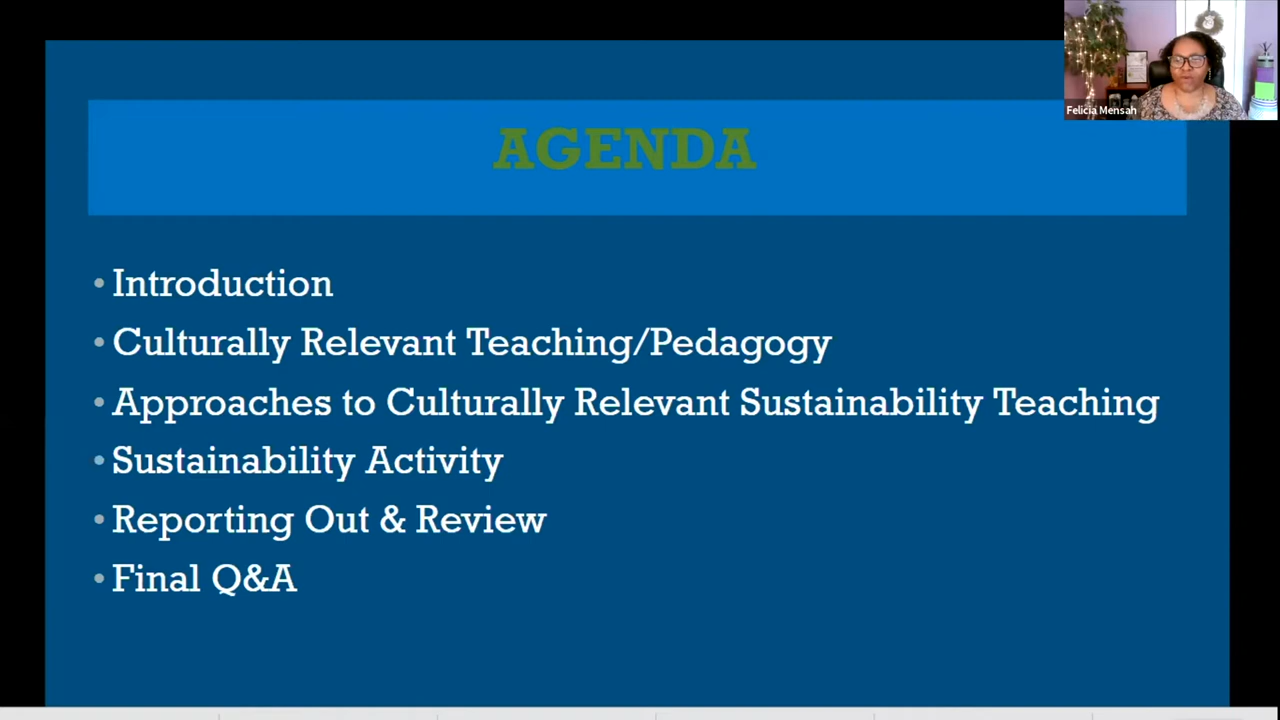 Felicia Mensah
AGENDA
• Introduction
• Culturally Relevant Teaching/Pedagogy
• Approaches to Culturally Relevant Sustainability Teaching
• Sustainability Activity
• Reporting Out & Review
• Final Q&A